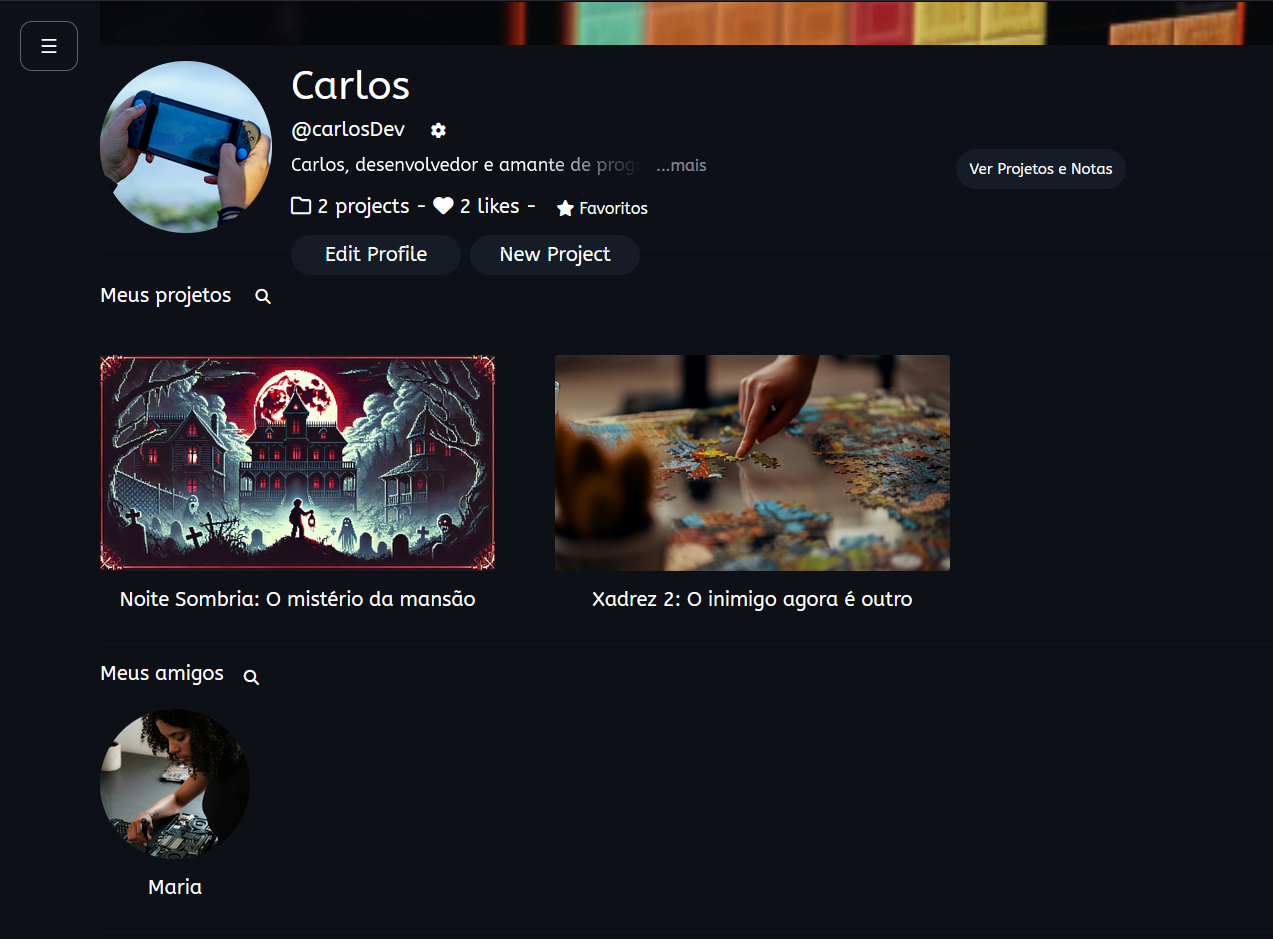 Carlos
@carlosDev
Carlos, desenvolvedor e amante de prog ...mais
Ver Projetos e Notas
2 projects - 2 likes - Favoritos
Edit Profile New Project
Meus projetos
Noite Sombria: O mistério da mansão
Xadrez 2: O inimigo agora é outro
Meus amigos
Maria